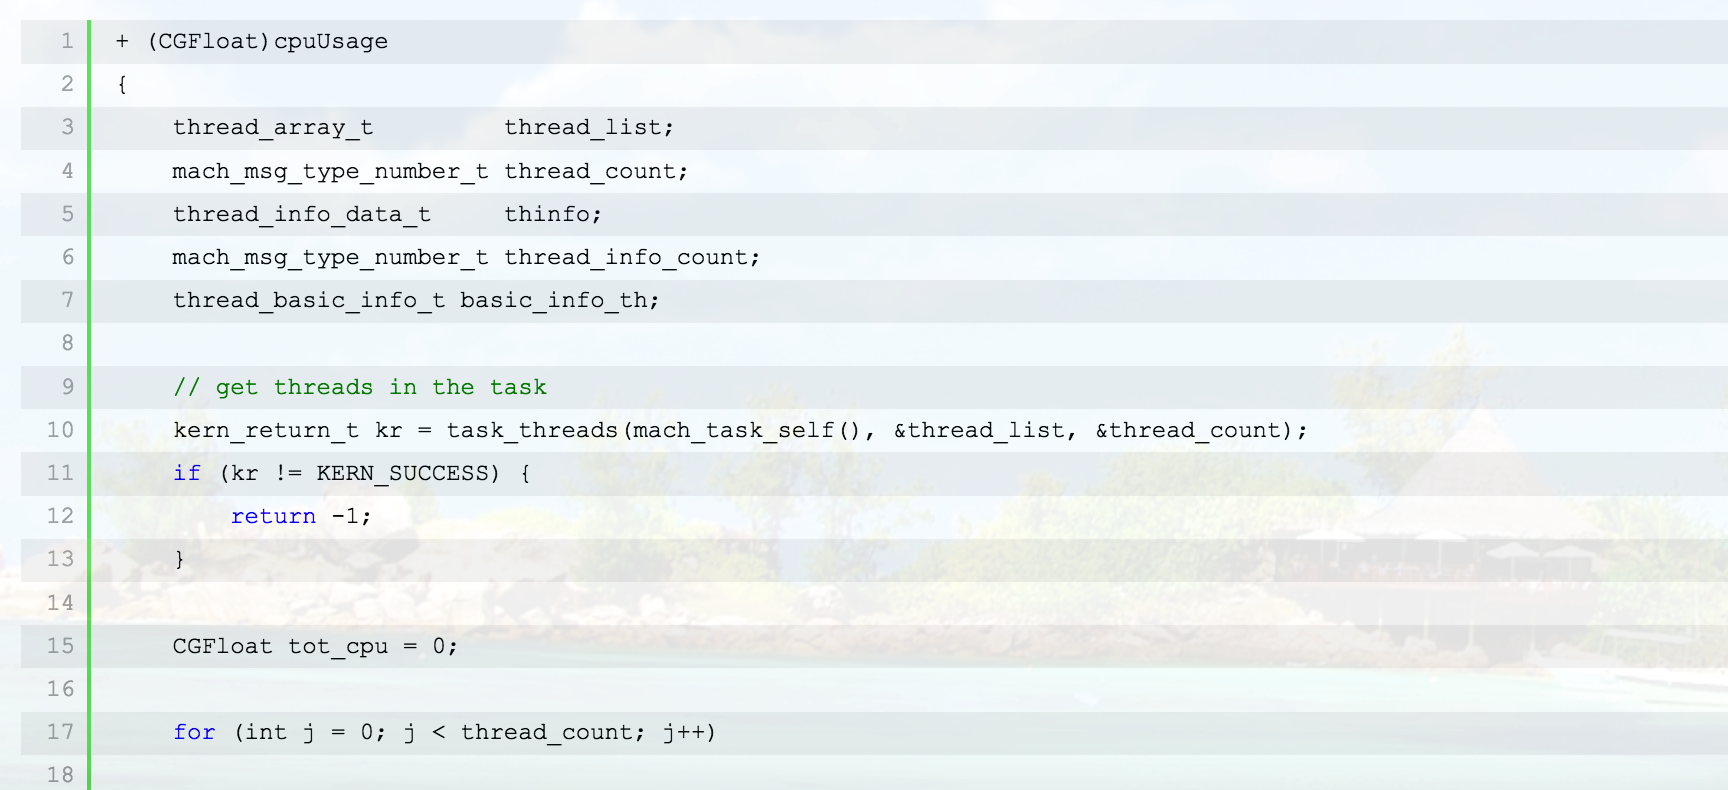 1 + (CGFloat)cpuUsage
2 {
3 thread_array_t thread_list;
4 mach_msg_type_number_t thread_count;
5 thread_info_data_t thinfo;
6 mach_msg_type_number_t thread_info_count;
7 thread_basic_info_t basic_info_th;
8
9 // get threads in the task
10 kern_return_t kr = task_threads(mach_task_self(), &thread_list, &thread_count);
11 if (kr != KERN_SUCCESS) {
12 return -1;
13 }
14
15 CGFloat tot_cpu = 0;
16
17 for (int j = 0; j < thread_count; j++)
18